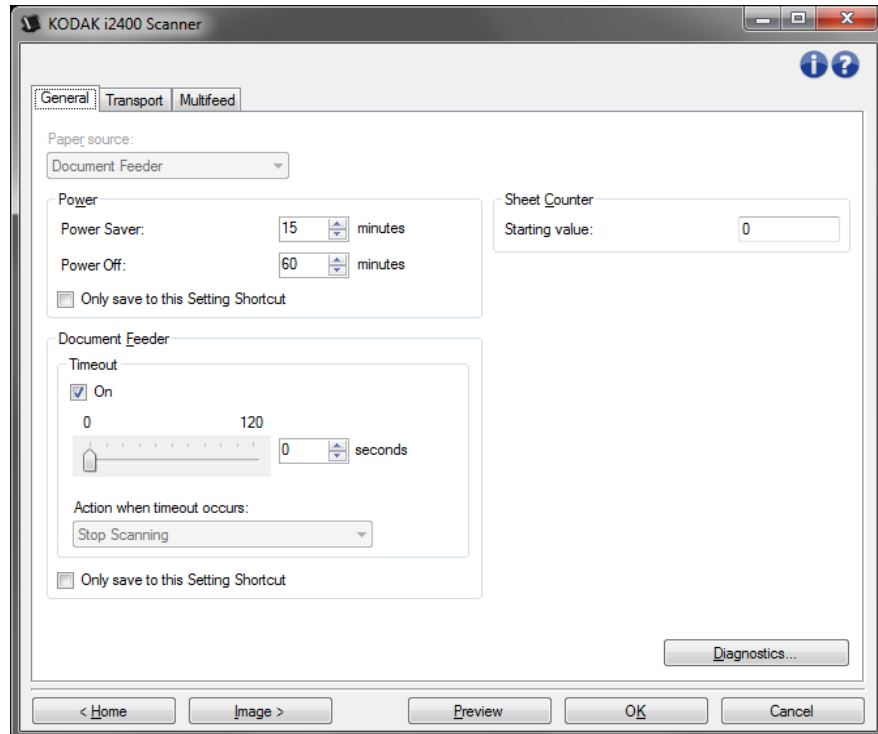 KODAK i2400 Scanner
General Transport Multifeed
Paper source:
Document Feeder
Power
Power Saver: 15 minutes
Power Off: 60 minutes
Only save to this Setting Shortcut
Sheet Counter
Starting value: 0
Document Feeder
Timeout
On
0 120
0 seconds
Action when timeout occurs:
Stop Scanning
Only save to this Setting Shortcut
Diagnostics...
< Home Image > Preview OK Cancel